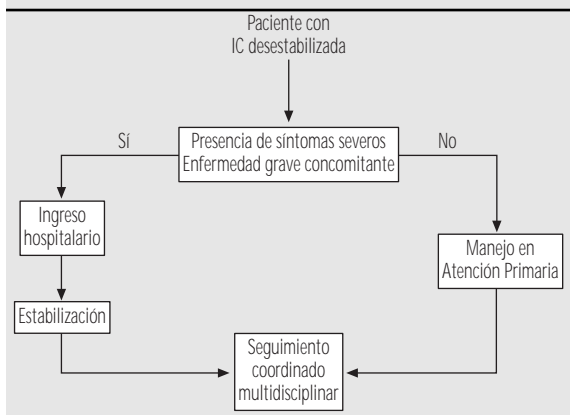 Paciente con
IC desestabilizada
Sí
Presencia de síntomas severos
Enfermedad grave concomitante
No
Ingreso
hospitalario
Manejo en
Atención Primaria
Estabilización
Seguimiento
coordinado
multidisciplinar